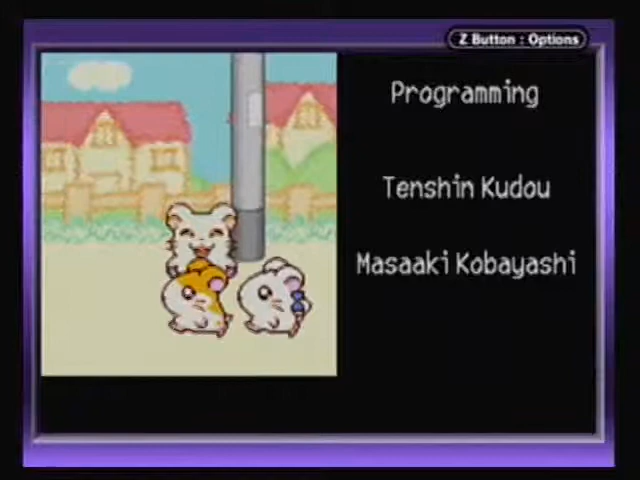 Z Button : Options
Programming
Tenshin Kudou
Masaaki Kobayashi